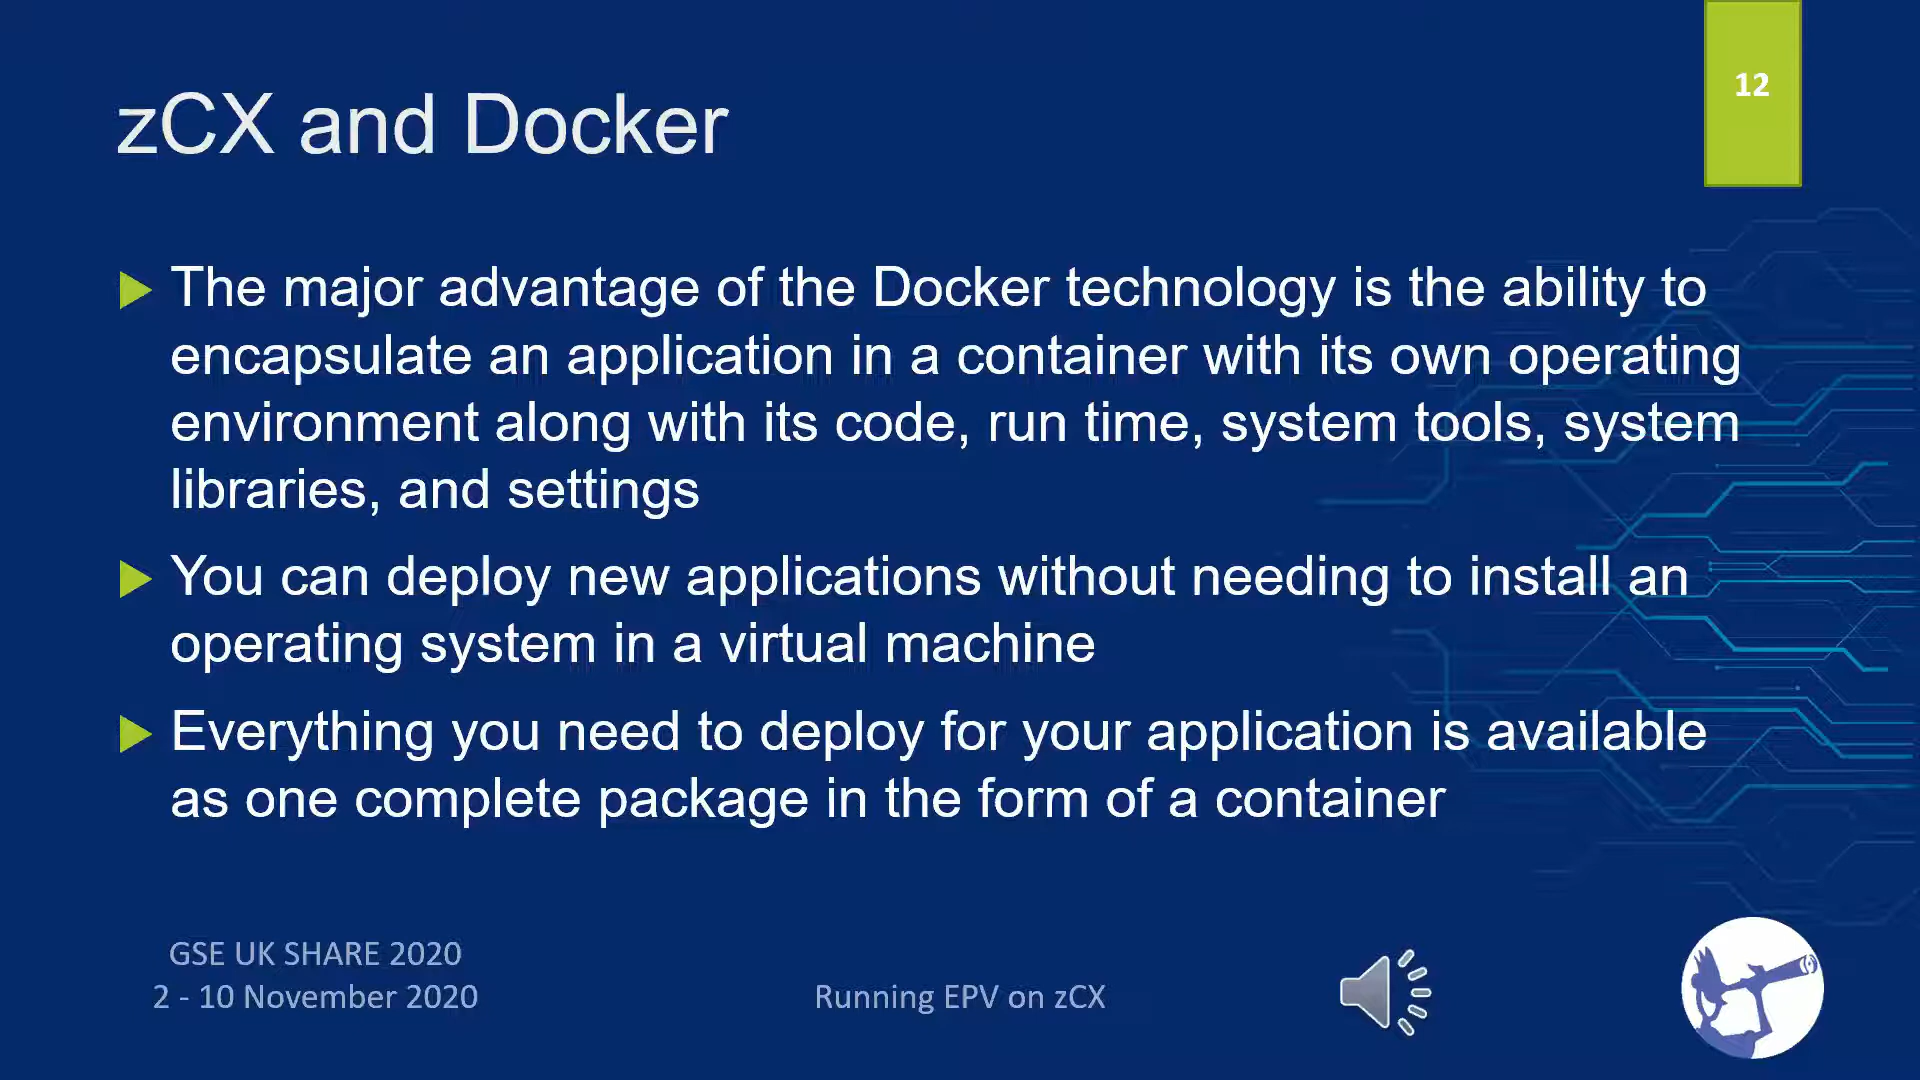 12
zCX and Docker
The major advantage of the Docker technology is the ability to
encapsulate an application in a container with its own operating
environment along with its code, run time, system tools, system
libraries, and settings
You can deploy new applications without needing to install an
operating system in a virtual machine
Everything you need to deploy for your application is available
as one complete package in the form of a container
GSE UK SHARE 2020
2 - 10 November 2020
Running EPV on zCX